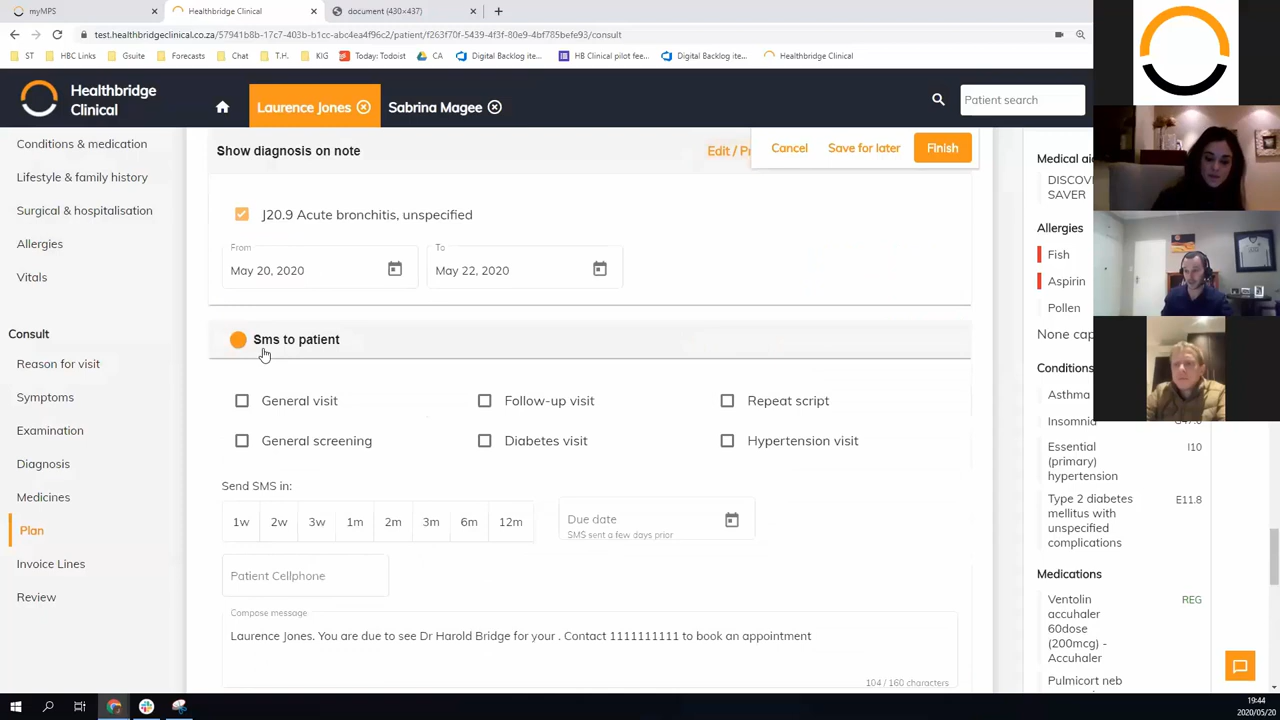 myMPS
Healthbridge Clinical
document (430×437)
test.healthbridgeclinical.co.za/57941b8b-17c7-403b-b1cc-abc4ea4f96c2/patient/f263f70f-5439-4f3f-80e9-4bf785befe93/consult
ST
HBC Links
Gsuite
Forecasts
Chat
T.H.
KIG
Today: Todoist
CA
Digital Backlog ite...
HB Clinical pilot fee...
Digital Backlog ite...
Healthbridge Clinical
Healthbridge
Clinical
Laurence Jones
Sabrina Magee
Patient search
Conditions & medication
Lifestyle & family history
Surgical & hospitalisation
Allergies
Vitals
Consult
Reason for visit
Symptoms
Examination
Diagnosis
Medicines
Plan
Invoice Lines
Review
Show diagnosis on note
Edit / Pr
Cancel
Save for later
Finish
J20.9 Acute bronchitis, unspecified
From
May 20, 2020
To
May 22, 2020
Sms to patient
General visit
Follow-up visit
Repeat script
General screening
Diabetes visit
Hypertension visit
Send SMS in:
1w
2w
3w
1m
2m
3m
6m
12m
Due date
SMS sent a few days prior
Patient Cellphone
Compose message
Laurence Jones. You are due to see Dr Harold Bridge for your . Contact 1111111111 to book an appointment
104 / 160 characters
Medical aid
DISCOV
SAVER
Allergies
Fish
Aspirin
Pollen
None cap
Conditions
Asthma
Insomnia
G47.0
Essential
(primary)
hypertension
I10
Type 2 diabetes
mellitus with
unspecified
complications
E11.8
Medications
Ventolin
accuhaler
60dose
(200mcg) -
Accuhaler
REG
Pulmicort neb
19:44
2020/05/20